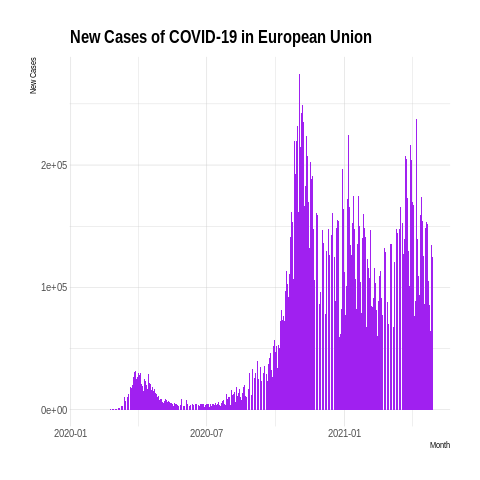 New Cases of COVID-19 in European Union
New Cases
2e+05
1e+05
0e+00
2020-01
2020-07
2021-01
Month